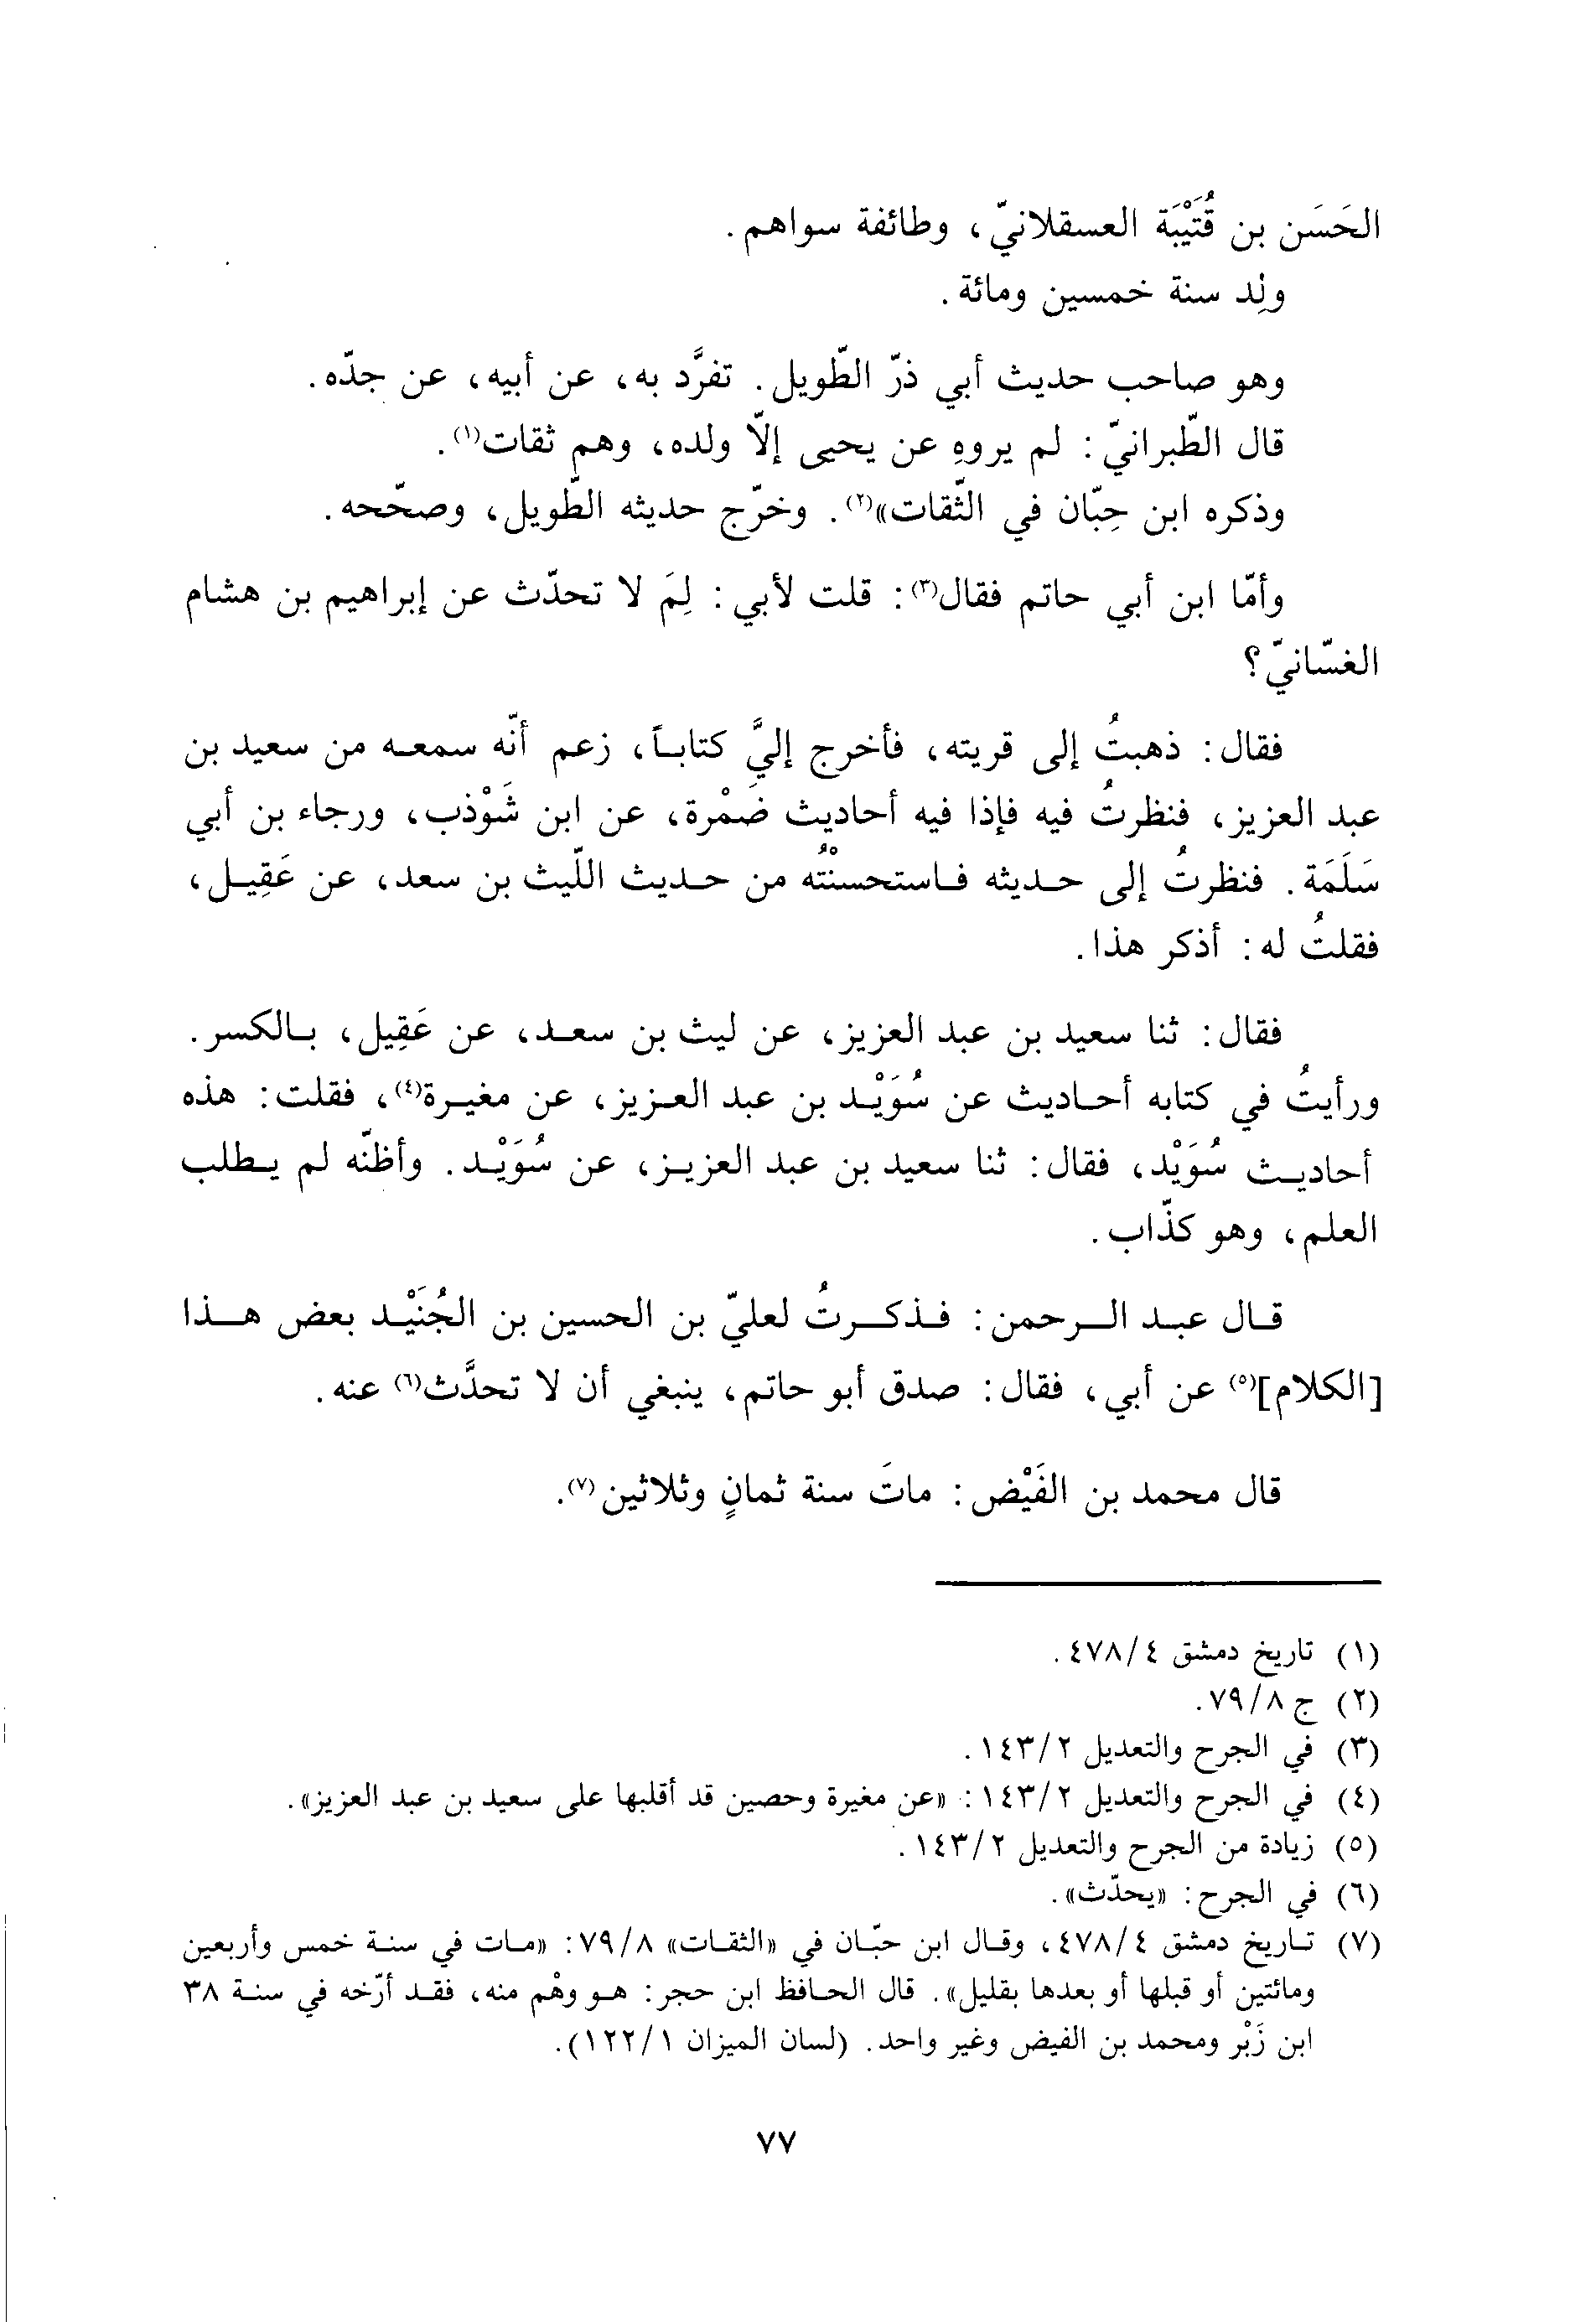 الحَسَن بن قُتَيْبَة العسقلانيّ، وطائفة سواهم.
ولِد سنة خمسين ومائة.
وهو صاحب حديث أبي ذرّ الطّويل. تفرَّد به، عن أبيه، عن جدّه.
قال الطّبرانيّ: لم يروهِ عن يحيى إلّا ولده، وهم ثقات(١).
وذكره ابن حِبّان في الثّقات»(٢). وخرّج حديثه الطّويل، وصحّحه.
وأمّا ابن أبي حاتم فقال(٣): قلت لأبي: لِمَ لا تحدّث عن إبراهيم بن هشام
الغسّانيّ؟
فقال: ذهبتُ إلى قريته، فأخرج إليَّ كتاباً، زعم أنّه سمعه من سعيد بن
عبد العزيز، فنظرتُ فيه فإذا فيه أحاديث ضَمْرة، عن ابن شَوْذب، ورجاء بن أبي
سَلَمَة. فنظرتُ إلى حديثه فاستحسنْتُه من حديث اللّيث بن سعد، عن عَقِيل،
فقلتُ له: أذكر هذا.
فقال: ثنا سعيد بن عبد العزيز، عن ليث بن سعد، عن عَقِيل، بالكسر.
ورأيتُ في كتابه أحاديث عن سُوَيْد بن عبد العزيز، عن مغيرة(٤)، فقلت: هذه
أحاديث سُوَيْد، فقال: ثنا سعيد بن عبد العزيز، عن سُوَيْد. وأظنّه لم يطلب
العلم، وهو كذّاب.
قال عبد الرحمن: فذكرتُ لعليّ بن الحسين بن الجُنَيْد بعض هذا
[الكلام](٥) عن أبي، فقال: صدق أبو حاتم، ينبغي أن لا تحدَّث(٦) عنه.
قال محمد بن الفَيْض: ماتَ سنة ثمانٍ وثلاثين(٧).
(١) تاريخ دمشق ٤/٤٧٨.
(٢) ج ٨/٧٩.
(٣) في الجرح والتعديل ٢/١٤٣.
(٤) في الجرح والتعديل ٢/١٤٣: «عن مغيرة وحصين قد أقلبها على سعيد بن عبد العزيز».
(٥) زيادة من الجرح والتعديل ٢/١٤٣.
(٦) في الجرح: «يحدّث».
(٧) تاريخ دمشق ٤/٤٧٨، وقال ابن حبّان في «الثقات» ٨/٧٩: «مات في سنة خمس وأربعين
ومائتين أو قبلها أو بعدها بقليل». قال الحافظ ابن حجر: هو وهْم منه، فقد أرّخه في سنة ٣٨
ابن زَبْر ومحمد بن الفيض وغير واحد. (لسان الميزان ١/١٢٢).
٧٧